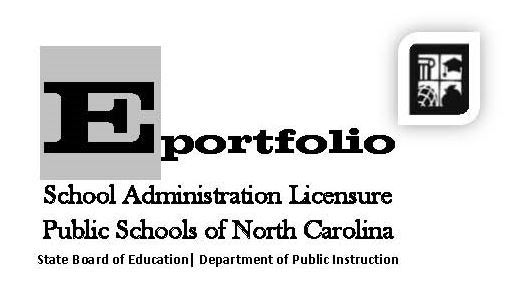 Eportfolio
School Administration Licensure
Public Schools of North Carolina
State Board of Education| Department of Public Instruction